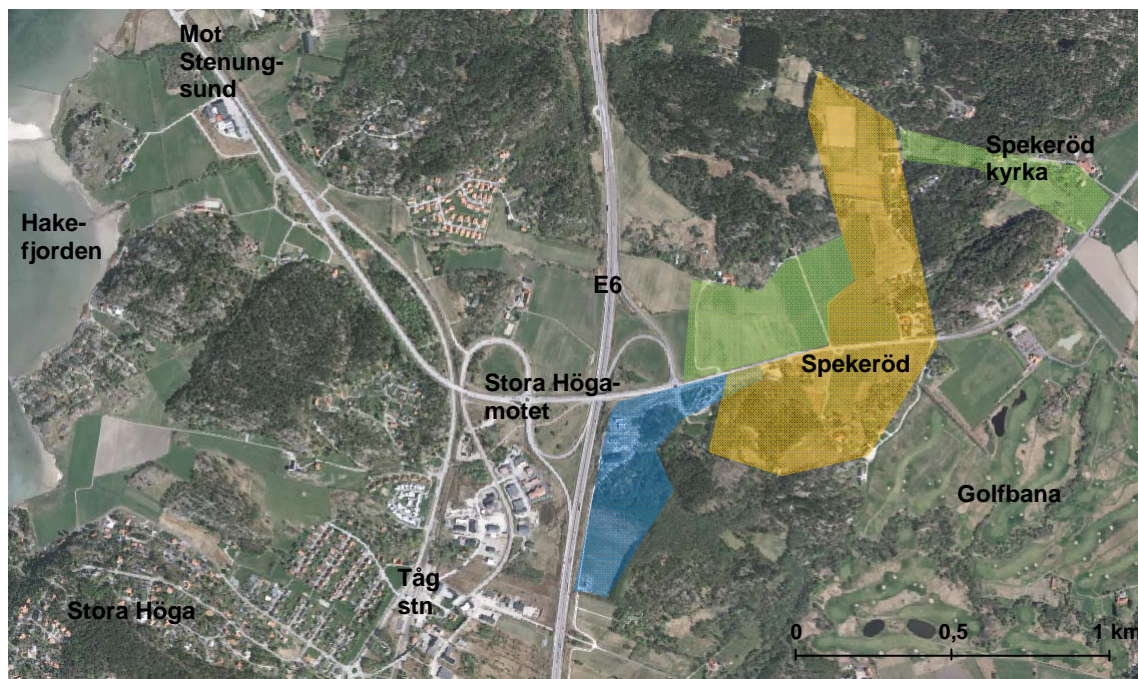 Mot
Stenung-
sund
Spekeröd
kyrka
Hake-
fjorden
E6
Spekeröd
Stora Höga-
motet
Golfbana
Tåg
stn
Stora Höga
0
0,5
1 km